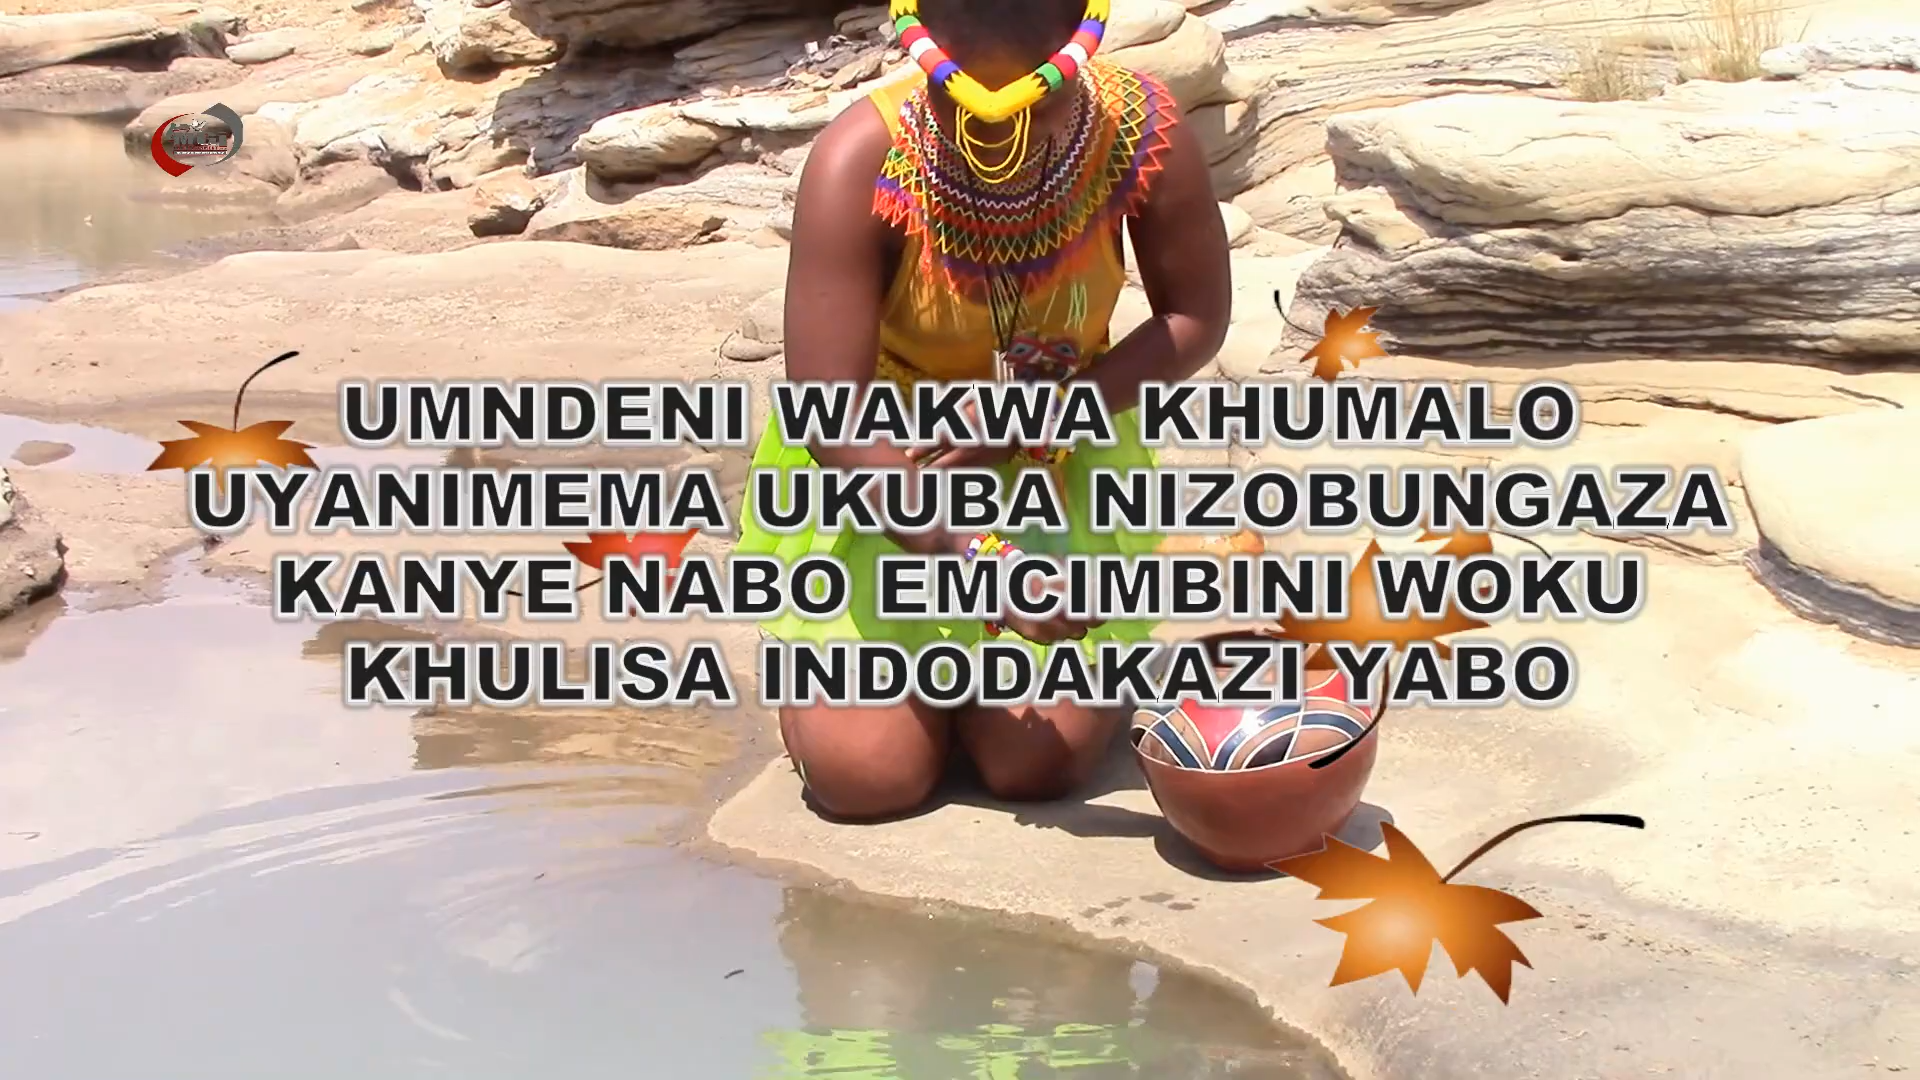 UMNDENI WAKWA KHUMALO
UYANIMEMA UKUBA NIZOBUNGAZA
KANYE NABO EMCIMBINI WOKU
KHULISA INDODAKAZI YABO